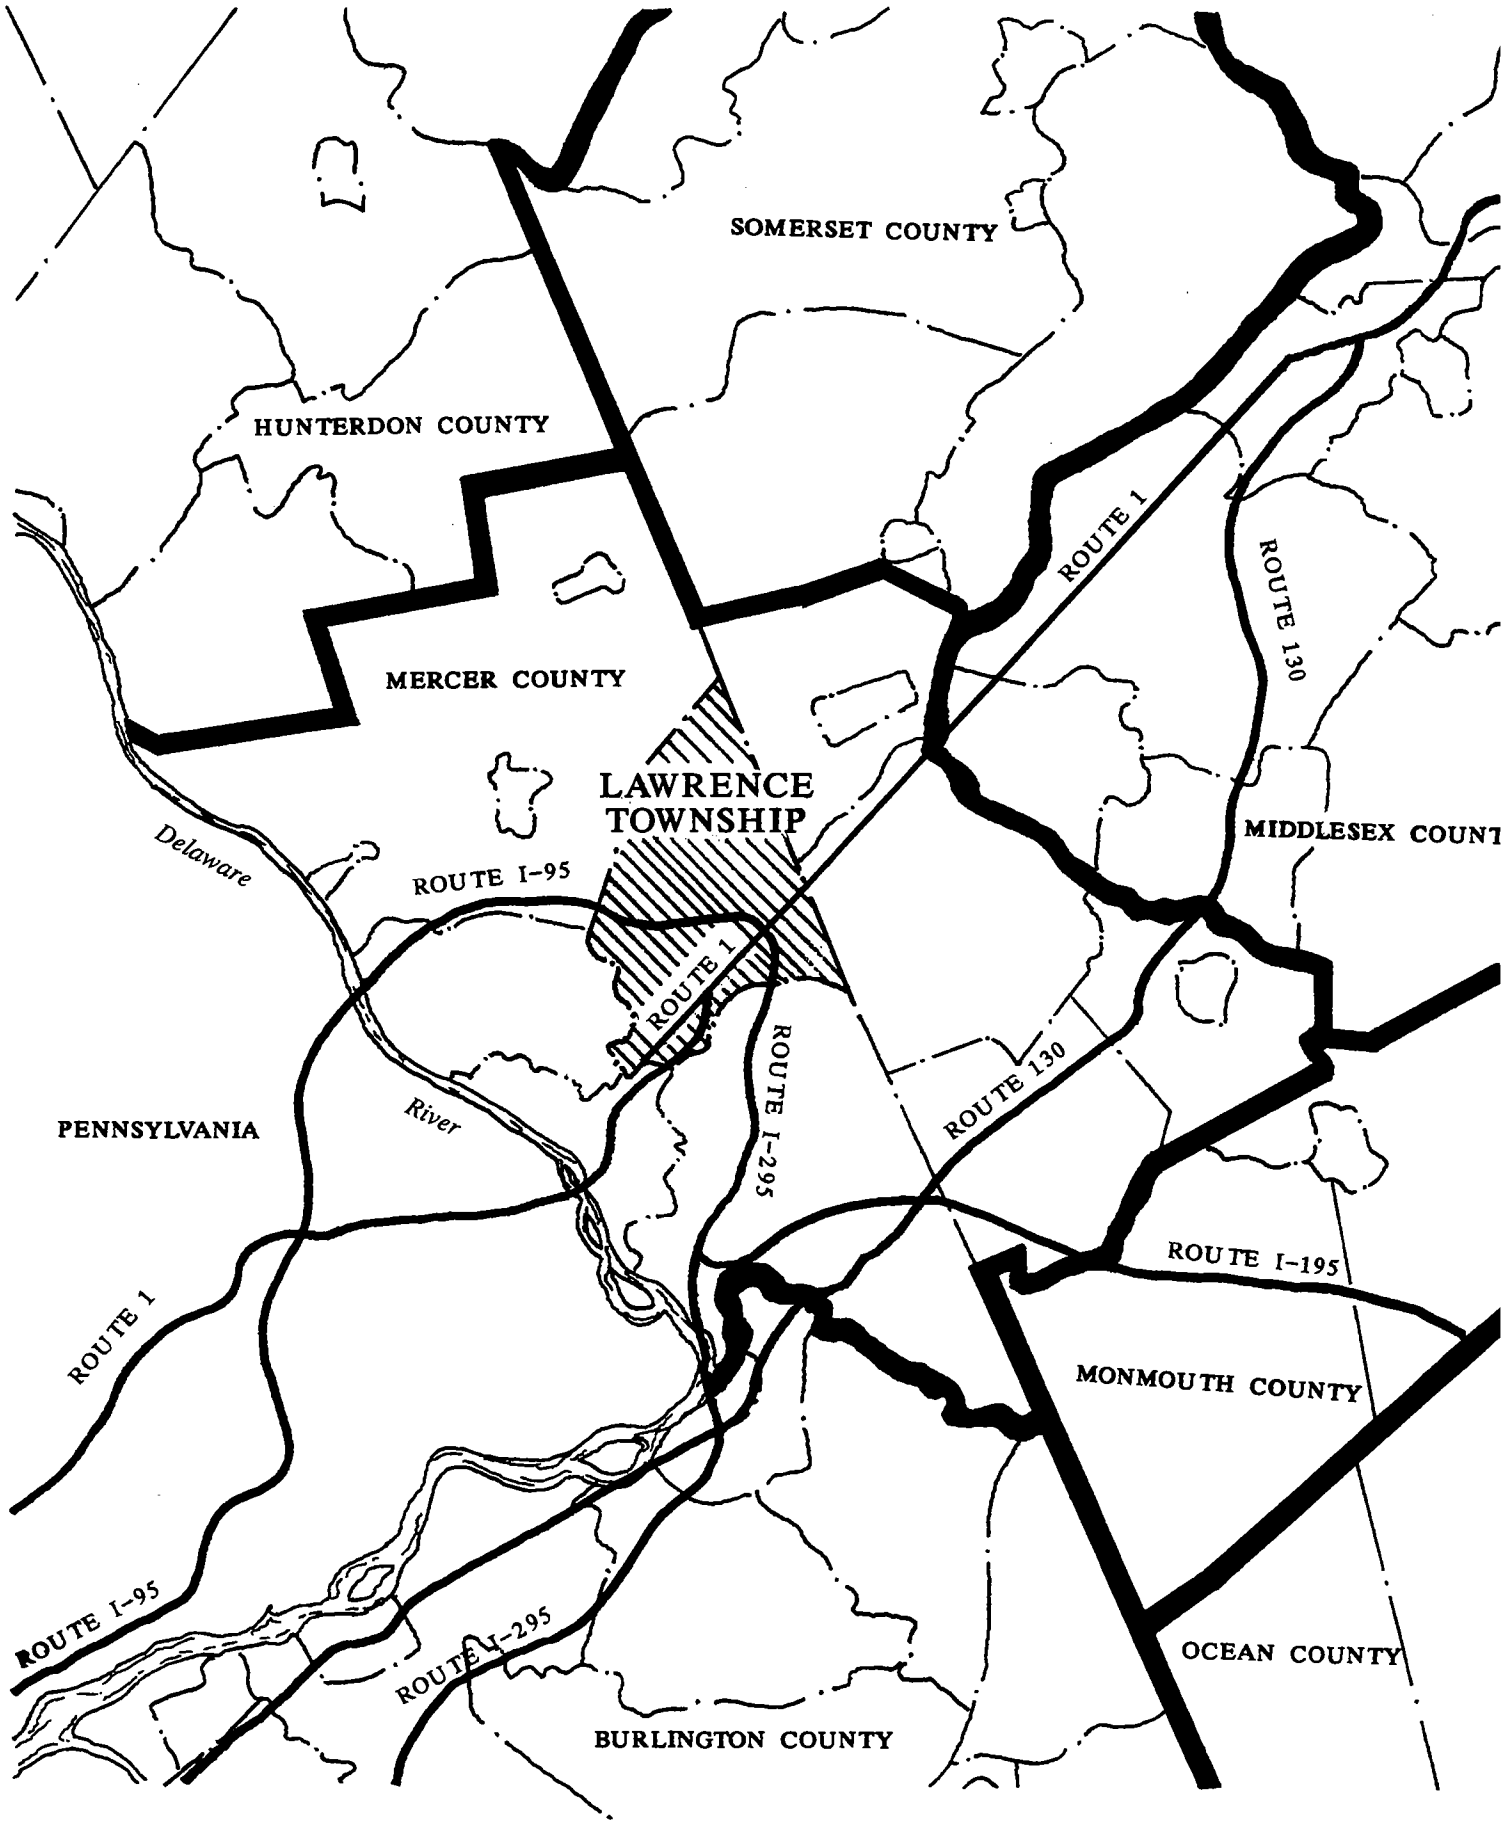 SOMERSET COUNTY
HUNTERDON COUNTY
ROUTE 1
ROUTE 130
MERCER COUNTY
LAWRENCE
TOWNSHIP
MIDDLESEX COUNT
Delaware
ROUTE I-95
ROUTE 1
ROUTE I-295
ROUTE 130
River
PENNSYLVANIA
ROUTE I-195
ROUTE 1
MONMOUTH COUNTY
ROUTE I-95
ROUTE I-295
OCEAN COUNTY
BURLINGTON COUNTY